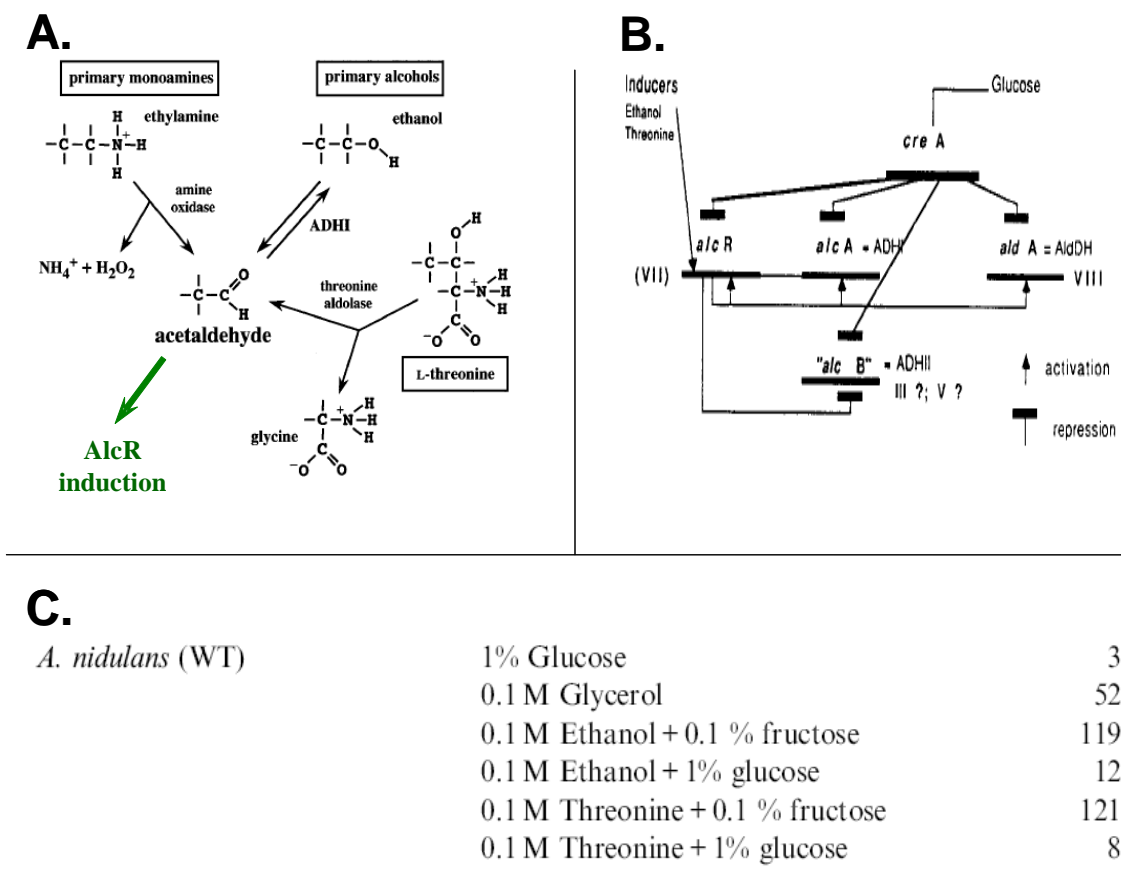 A.
primary monoamines
primary alcohols
H ethylamine
–C–C–N–H
+
H
ethanol
–C–C–O
H
amine
oxidase
ADHI
NH4+ + H2O2
O
–C–C
H
acetaldehyde
threonine
aldolase
H
O
–C–C–
H
–C–N–H
+
H
C
–O O
L-threonine
AlcR
induction
glycine
H
–C–N–H
+
H
C
–O O
B.
Inducers
Ethanol
Threonine
Glucose
cre A
alc R
alc A = ADHI
ald A = AldDH
(VII)
VIII
"alc B" = ADHII
III ?; V ?
activation
repression
C.
A. nidulans (WT) 1% Glucose 3
0.1 M Glycerol 52
0.1 M Ethanol + 0.1 % fructose 119
0.1 M Ethanol + 1% glucose 12
0.1 M Threonine + 0.1 % fructose 121
0.1 M Threonine + 1% glucose 8